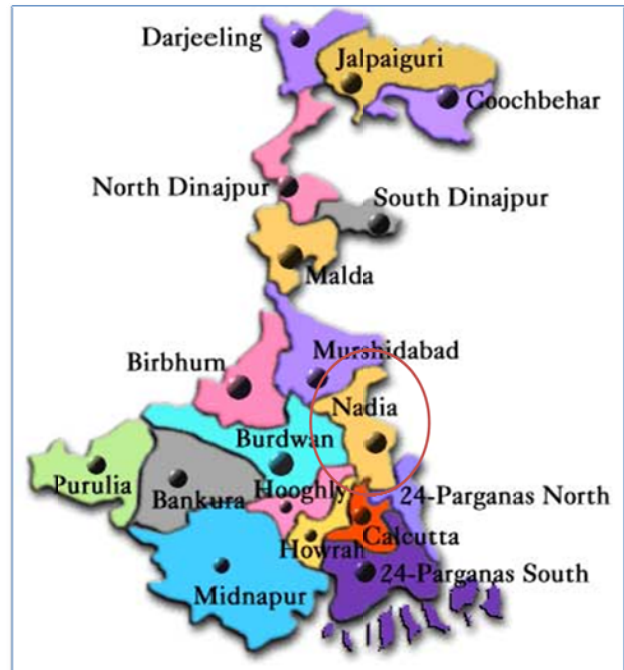 Darjeeling
Jalpaiguri
Coochbehar
North Dinajpur
South Dinajpur
Malda
Murshidabad
Birbhum
Nadia
Burdwan
Purulia
Bankura
Hooghly
24-Parganas North
Calcutta
Howrah
24-Parganas South
Midnapur